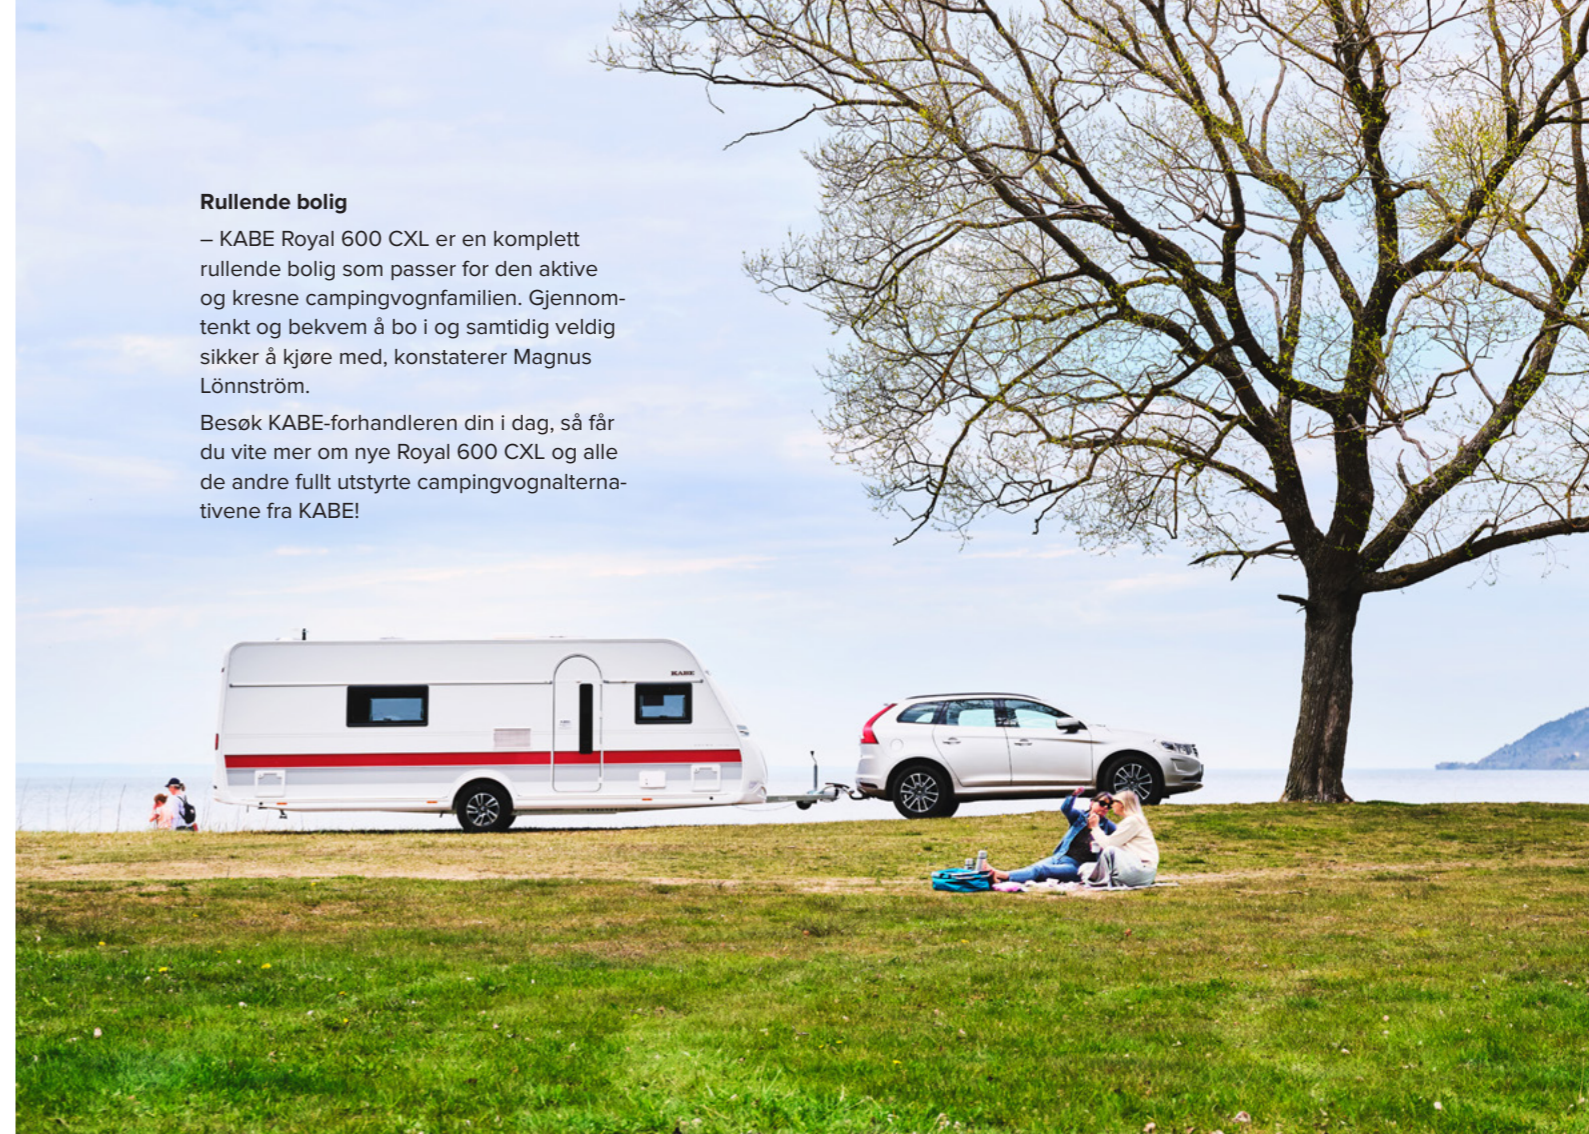 Rullende bolig
– KABE Royal 600 CXL er en komplett
rullende bolig som passer for den aktive
og kresne campingvognfamilien. Gjennom-
tenkt og bekvem å bo i og samtidig veldig
sikker å kjøre med, konstaterer Magnus
Lönnström.
Besøk KABE-forhandleren din i dag, så får
du vite mer om nye Royal 600 CXL og alle
de andre fullt utstyrte campingvognalterna-
tivene fra KABE!
KABE